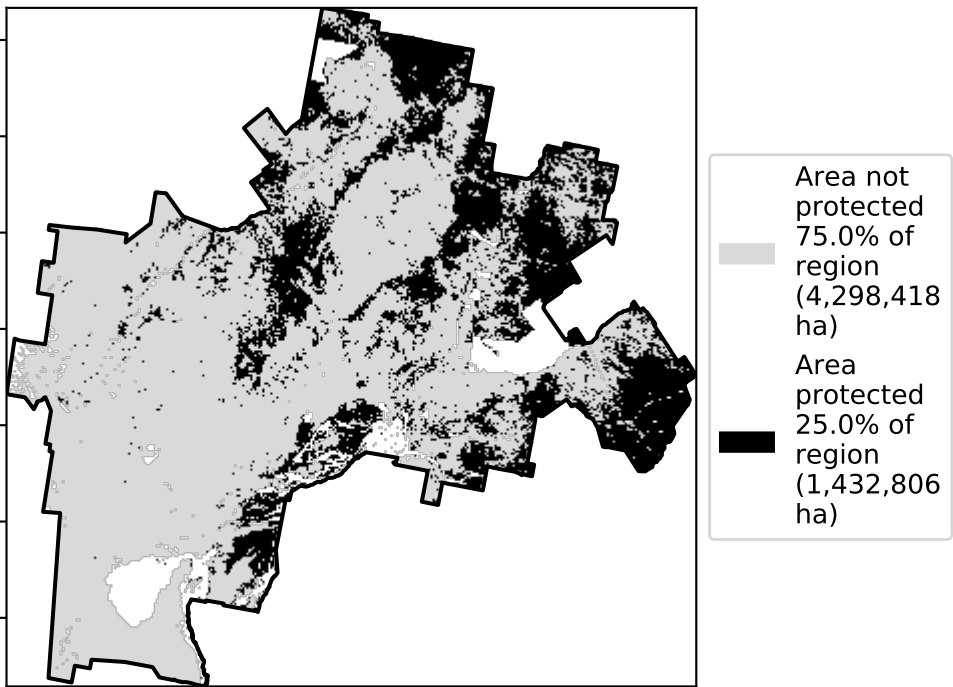 Area not
protected
75.0% of
region
(4,298,418
ha)
Area
protected
25.0% of
region
(1,432,806
ha)